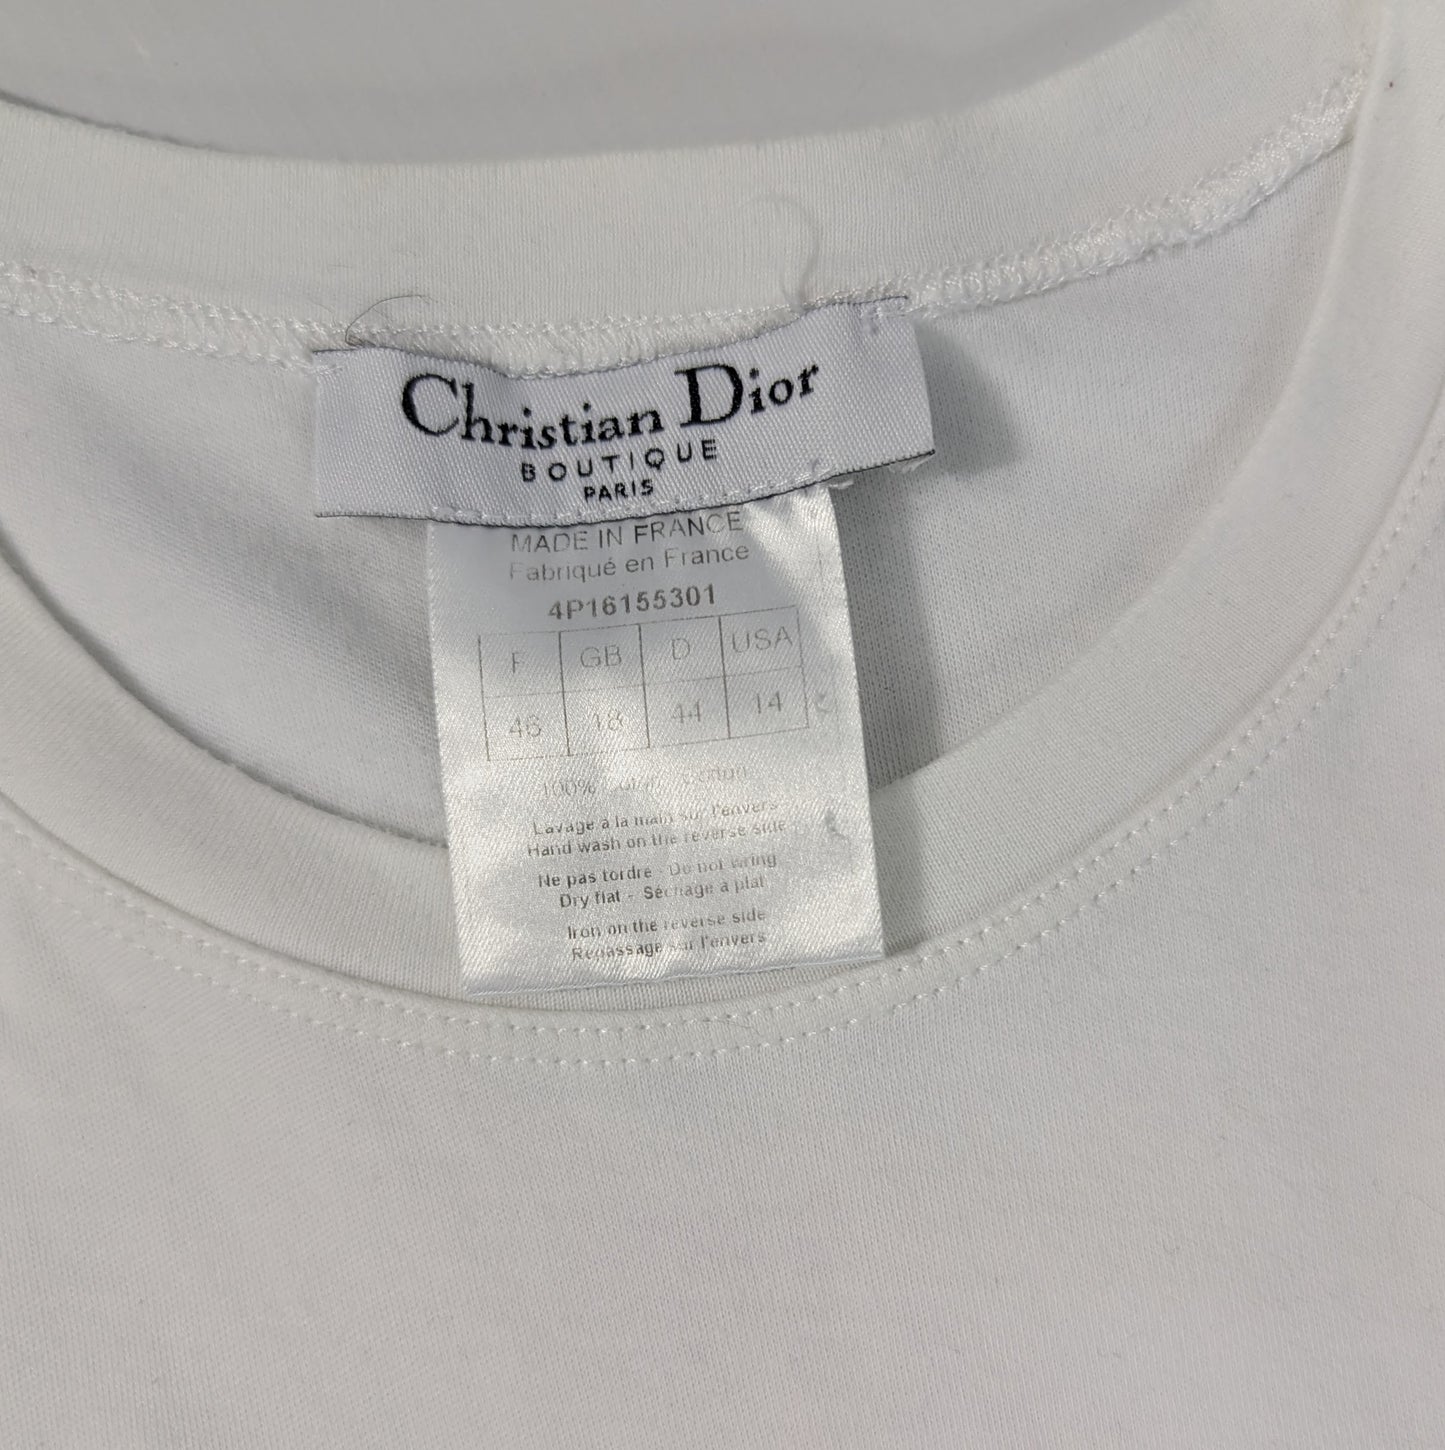 Christian Dior
BOUTIQUE
PARIS
MADE IN FRANCE
Fabriqué en France
4P16155301
F GB D USA
46 18 44 14
100% cotton
Lavage à la main sur l'envers
Hand wash on the reverse side
Ne pas tordre - Do not wring
Dry flat - Séchage à plat
Iron on the reverse side
Repassage sur l'envers